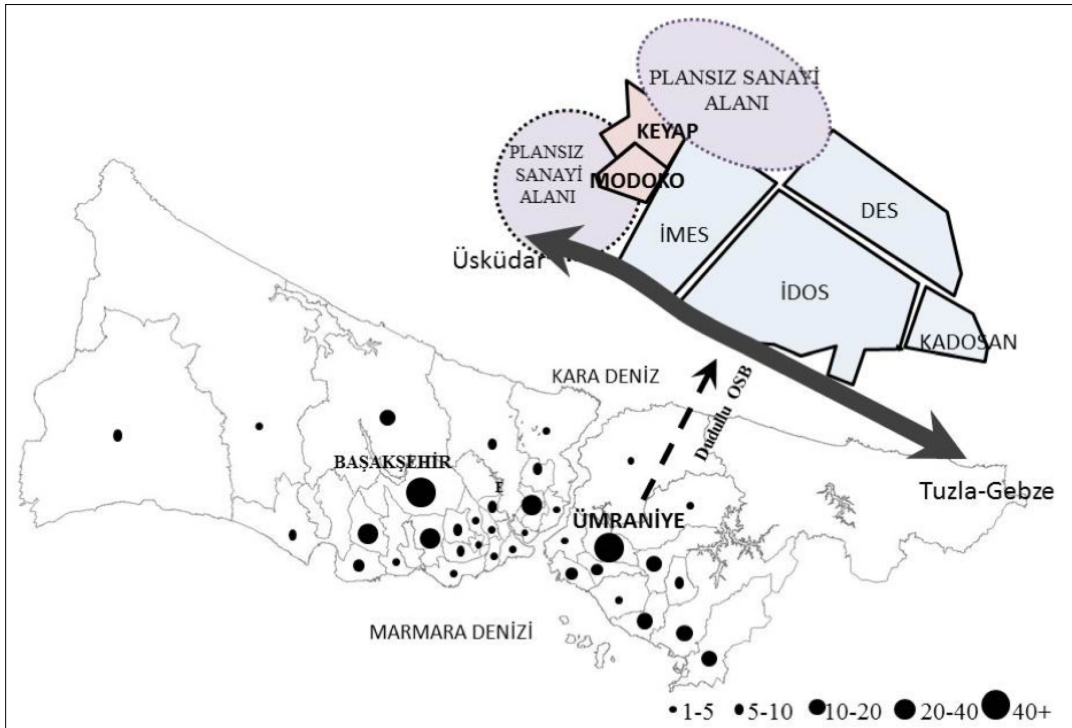 PLANSIZ SANAYİ
ALANI
KEYAP
PLANSIZ
SANAYİ
ALANI
MODOKO
DES
İMES
Üsküdar
İDOS
KADOSAN
KARA DENİZ
Dudullu OSB
BAŞAKŞEHİR
E
Tuzla-Gebze
ÜMRANİYE
MARMARA DENİZİ
1-5 5-10 10-20 20-40 40+